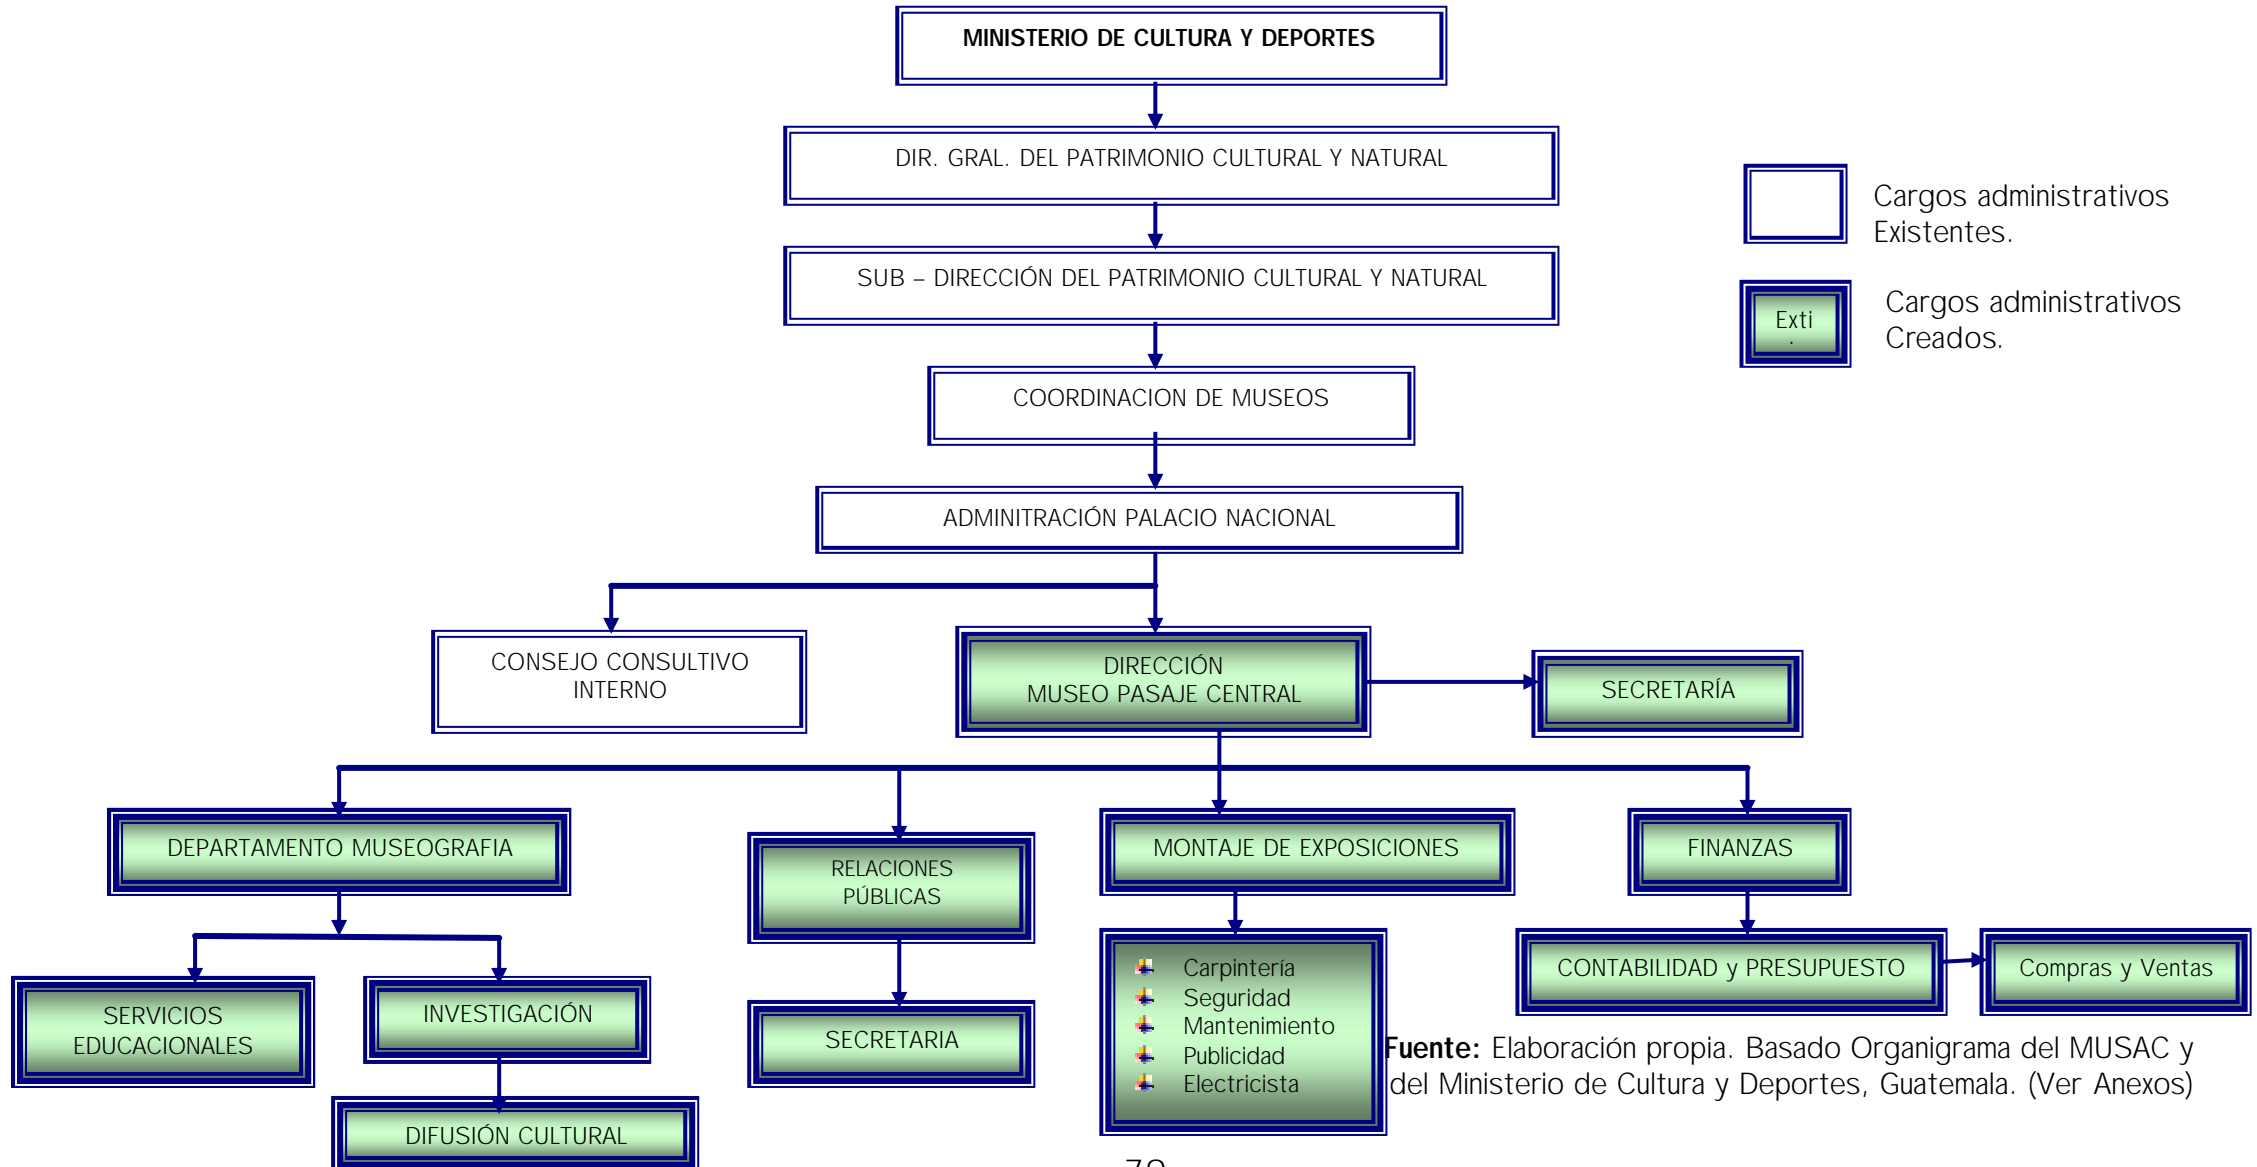 MINISTERIO DE CULTURA Y DEPORTES
DIR. GRAL. DEL PATRIMONIO CULTURAL Y NATURAL
SUB – DIRECCIÓN DEL PATRIMONIO CULTURAL Y NATURAL
COORDINACION DE MUSEOS
ADMINITRACIÓN PALACIO NACIONAL
Cargos administrativos
Existentes.
Exti
.
Cargos administrativos
Creados.
CONSEJO CONSULTIVO
INTERNO
DIRECCIÓN
MUSEO PASAJE CENTRAL
SECRETARÍA
DEPARTAMENTO MUSEOGRAFIA
RELACIONES
PÚBLICAS
MONTAJE DE EXPOSICIONES
FINANZAS
SERVICIOS
EDUCACIONALES
INVESTIGACIÓN
DIFUSIÓN CULTURAL
SECRETARIA
Carpintería
Seguridad
Mantenimiento
Publicidad
Electricista
CONTABILIDAD y PRESUPUESTO
Compras y Ventas
Fuente: Elaboración propia. Basado Organigrama del MUSAC y
del Ministerio de Cultura y Deportes, Guatemala. (Ver Anexos)